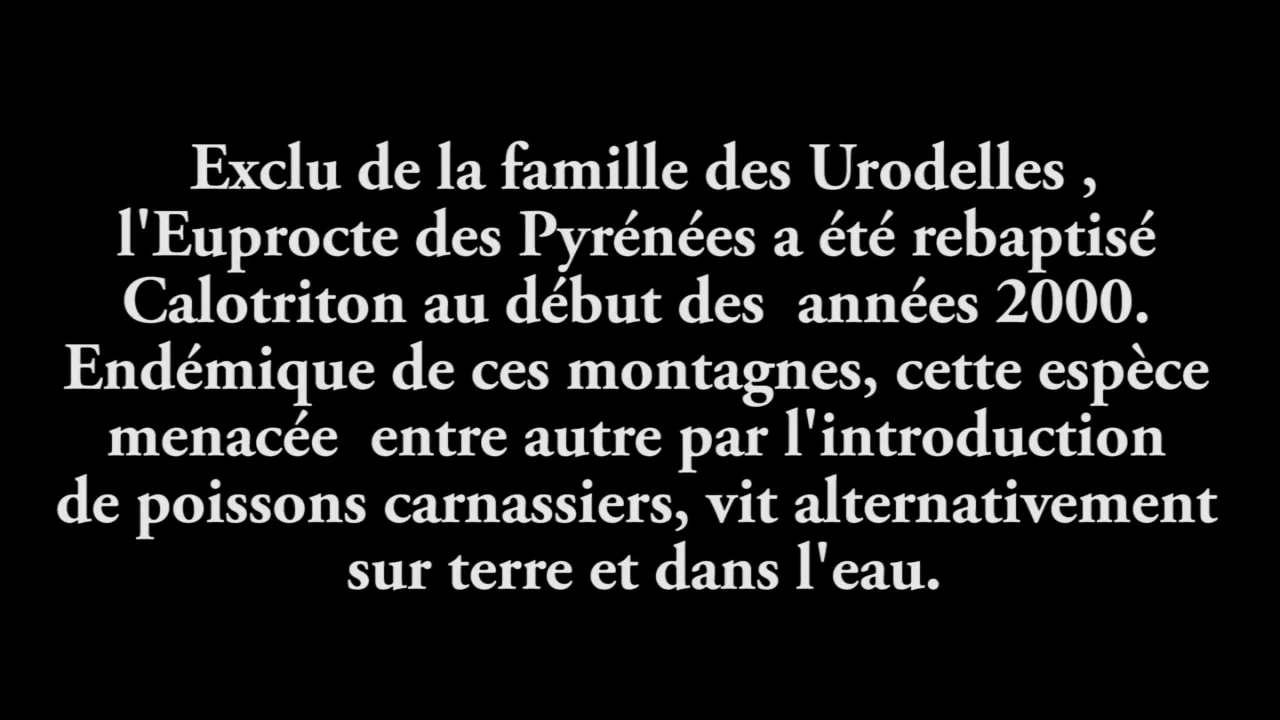 Exclu de la famille des Urodelles ,
l'Euprocte des Pyrénées a été rebaptisé
Calotriton au début des  années 2000.
Endémique de ces montagnes, cette espèce
menacée  entre autre par l'introduction
de poissons carnassiers, vit alternativement
sur terre et dans l'eau.